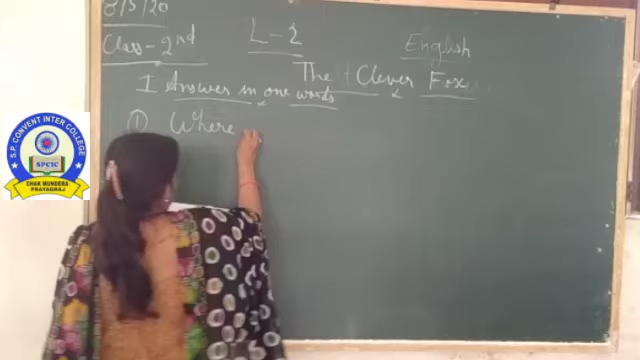 8/5/20
Class - 2nd
L - 2
English
The Clever Fox
I Answer in one words
① Where
S.P. CONVENT INTER COLLEGE
SPCIC
CHAK MUNDERA
PRAYAGRAJ